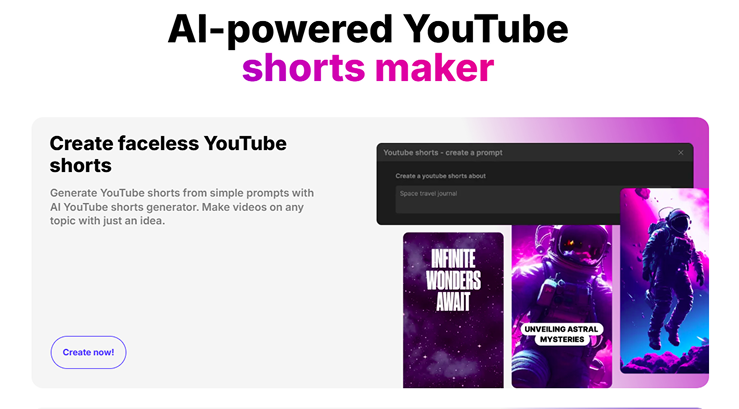 AI-powered YouTube
shorts maker
Create faceless YouTube
shorts
Generate YouTube shorts from simple prompts with
AI YouTube shorts generator. Make videos on any
topic with just an idea.
Create now!
Youtube shorts - create a prompt
Create a youtube shorts about
Space travel journal
INFINITE
WONDERS
AWAIT
UNVEILING ASTRAL
MYSTERIES